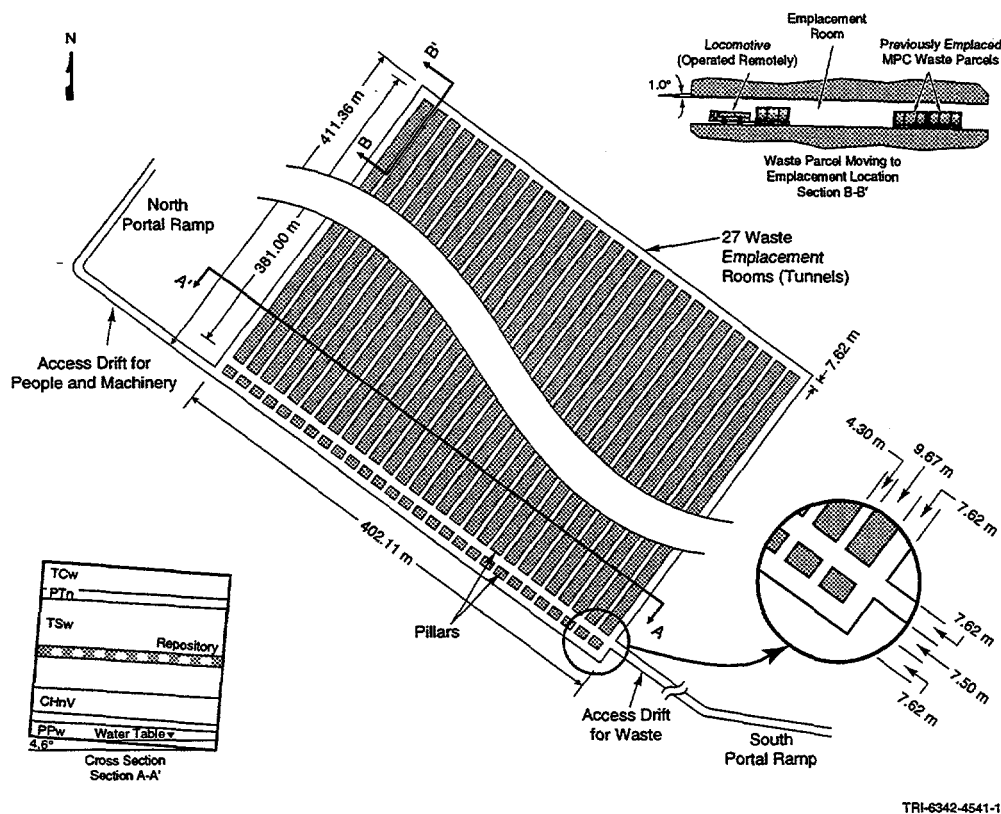 N
B'
B
411.36 m
381.00 m
A'
North
Portal Ramp
Access Drift for
People and Machinery
Locomotive
(Operated Remotely)
Emplacement
Room
Previously Emplaced
MPC Waste Parcels
1.0°
Waste Parcel Moving to
Emplacement Location
Section B-B'
27 Waste
Emplacement
Rooms (Tunnels)
7.62 m
4.30 m
9.67 m
7.62 m
402.11 m
Pillars
A
7.62 m
7.50 m
7.62 m
Access Drift
for Waste
South
Portal Ramp
TCw
PTn
TSw
Repository
CHnV
PPw
Water Table
4.6°
Cross Section
Section A-A'
TRI-6342-4541-1